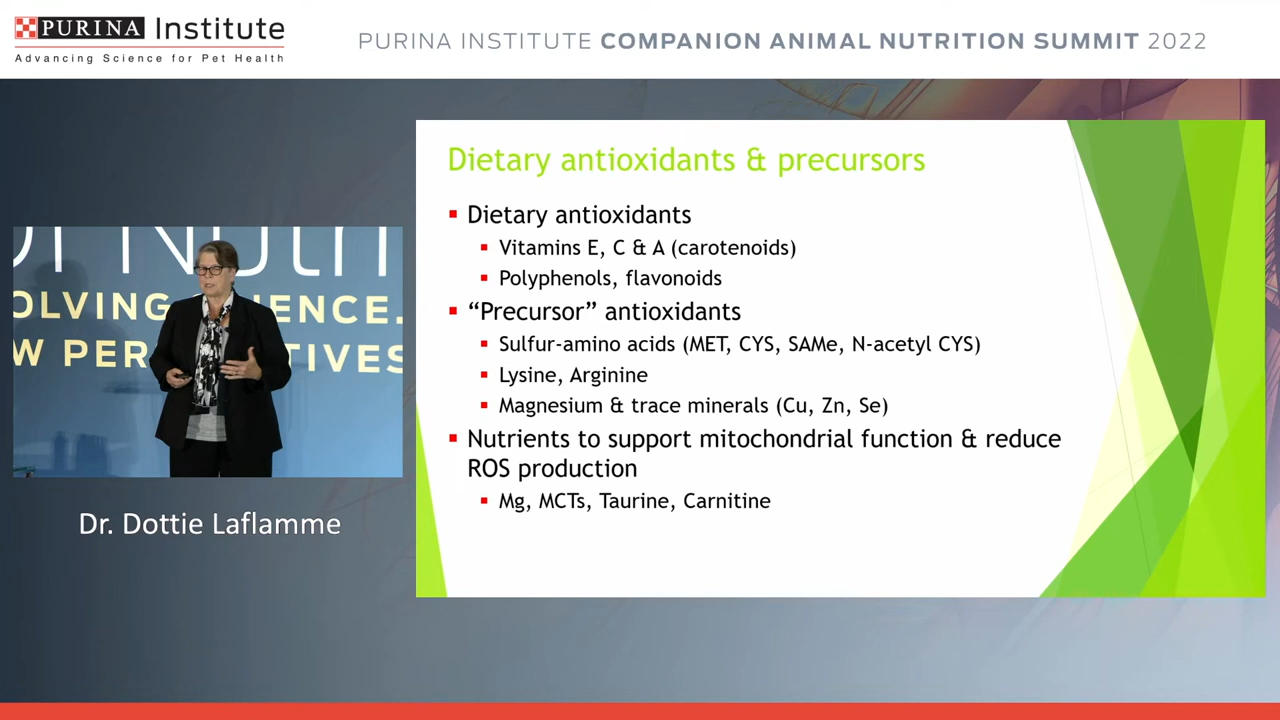 PURINA Institute
Advancing Science for Pet Health
PURINA INSTITUTE COMPANION ANIMAL NUTRITION SUMMIT 2022
Dietary antioxidants & precursors
Dietary antioxidants
Vitamins E, C & A (carotenoids)
Polyphenols, flavonoids
“Precursor” antioxidants
Sulfur-amino acids (MET, CYS, SAMe, N-acetyl CYS)
Lysine, Arginine
Magnesium & trace minerals (Cu, Zn, Se)
Nutrients to support mitochondrial function & reduce
ROS production
Mg, MCTs, Taurine, Carnitine
Dr. Dottie Laflamme